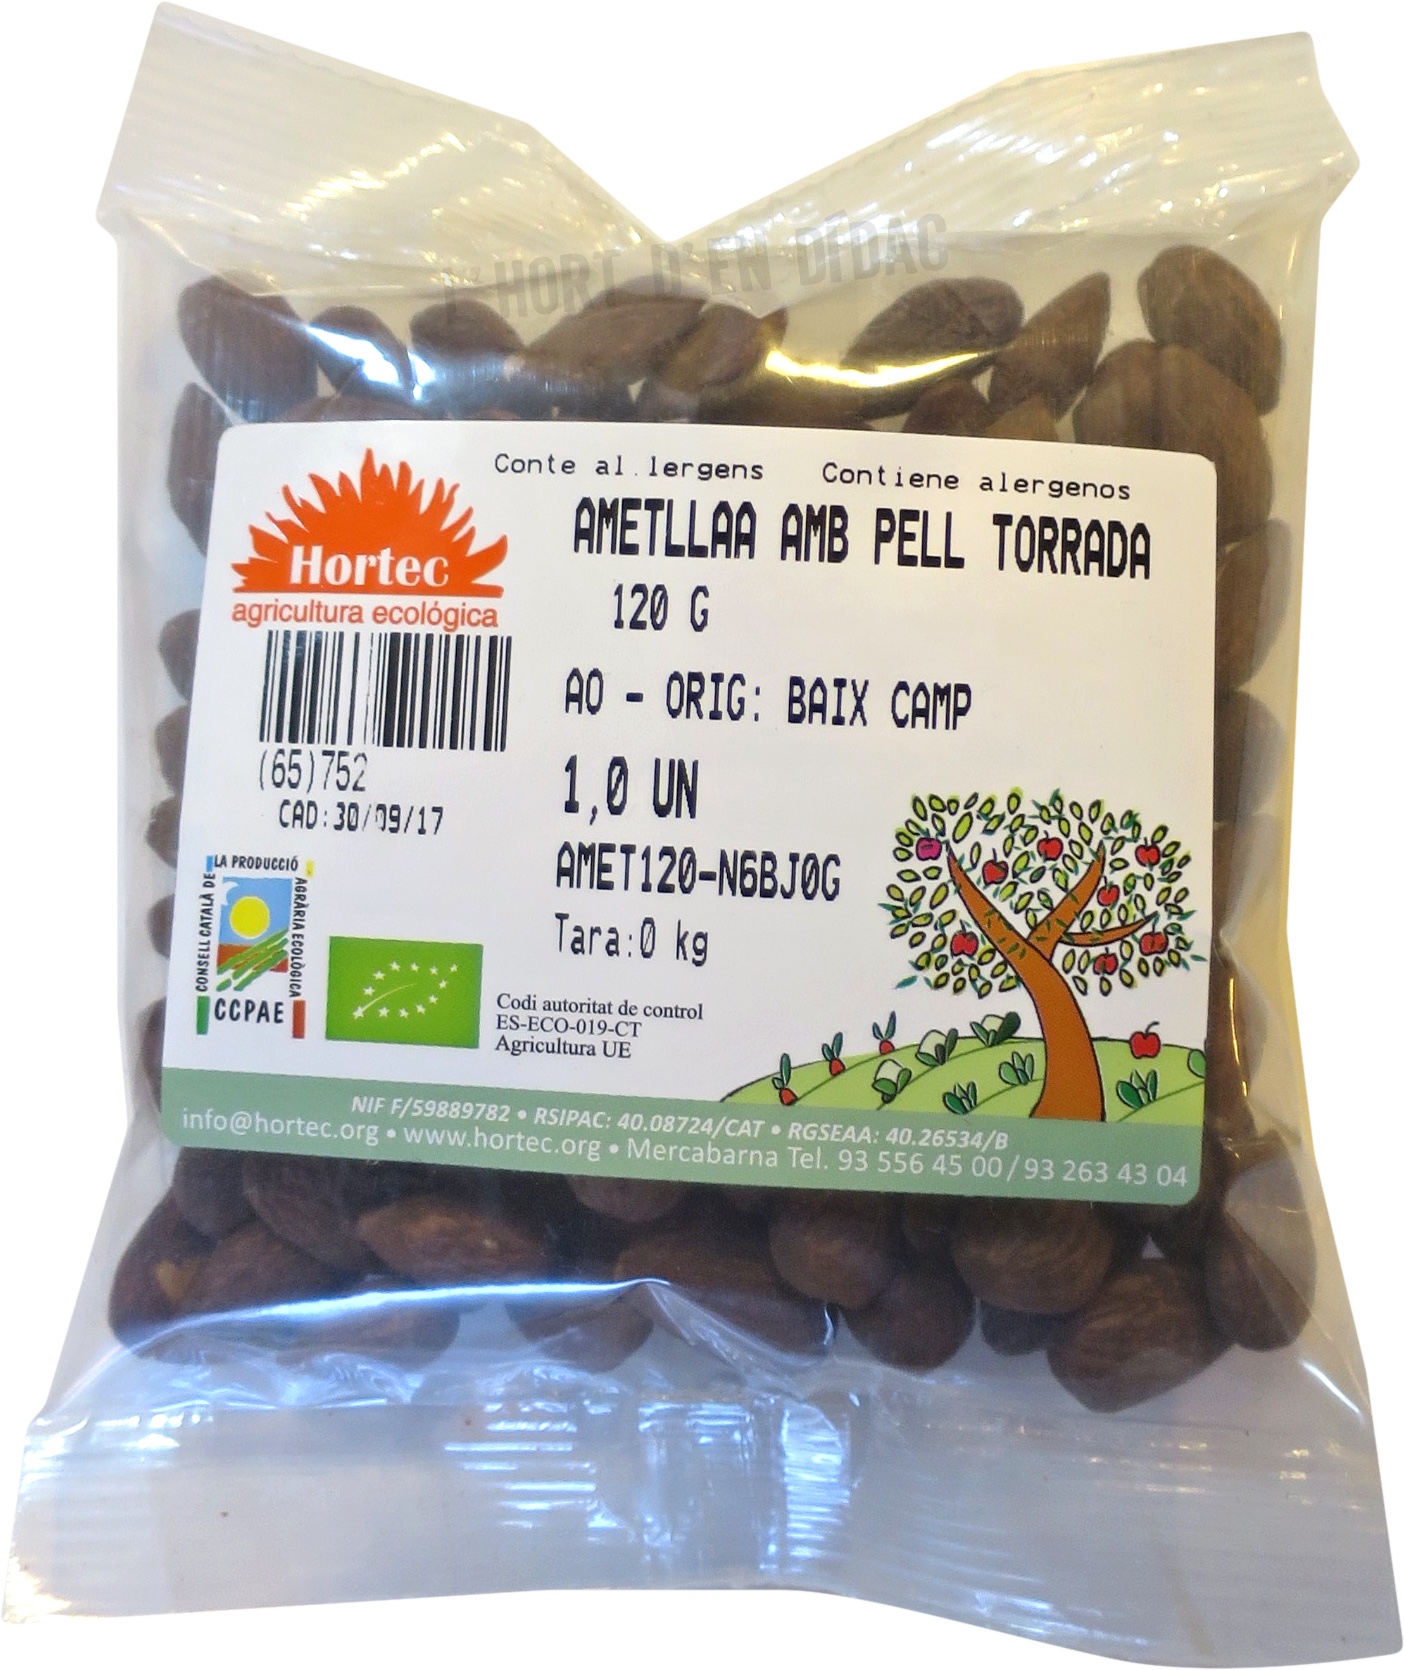 L'HORT D'EN DÍDAC
Conte al.lergens Contiene alergenos
Hortec
agricultura ecológica
AMETLLAA AMB PELL TORRADA
120 G
AO - ORIG: BAIX CAMP
(65)752
CAD:30/09/17
1,0 UN
AMET120-N6BJ0G
Tara:0 kg
CONSELL CATALÀ DE
LA PRODUCCIÓ
AGRÀRIA ECOLÒGICA
CCPAE
Codi autoritat de control
ES-ECO-019-CT
Agricultura UE
NIF F/59889782 • RSIPAC: 40.08724/CAT • RGSEAA: 40.26534/B
info@hortec.org • www.hortec.org • Mercabarna Tel. 93 556 45 00 / 93 263 43 04